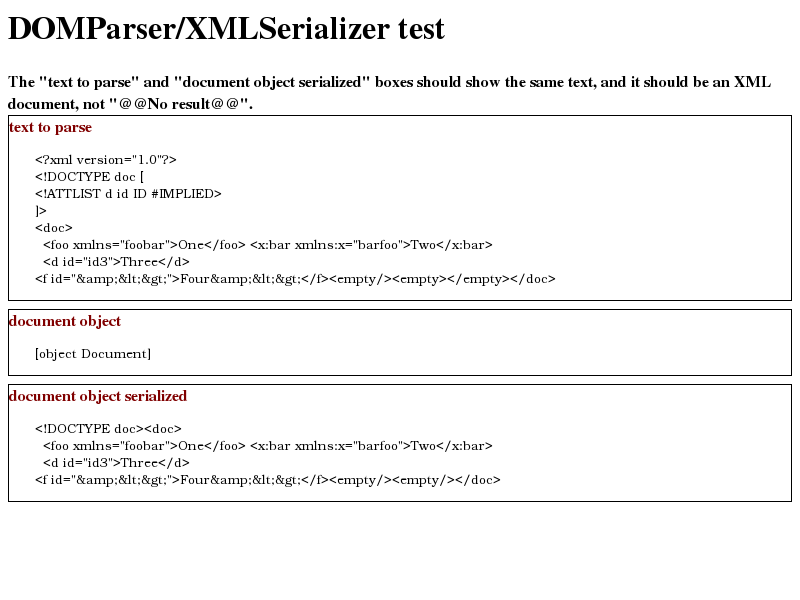 DOMParser/XMLSerializer test
The "text to parse" and "document object serialized" boxes should show the same text, and it should be an XML
document, not "@@No result@@".
text to parse
<?xml version="1.0"?>
<!DOCTYPE doc [
<!ATTLIST d id ID #IMPLIED>
]>
<doc>
  <foo xmlns="foobar">One</foo> <x:bar xmlns:x="barfoo">Two</x:bar>
  <d id="id3">Three</d>
<f id="&amp;&lt;&gt;">Four&amp;&lt;&gt;</f><empty/><empty></empty></doc>
document object
[object Document]
document object serialized
<!DOCTYPE doc><doc>
  <foo xmlns="foobar">One</foo> <x:bar xmlns:x="barfoo">Two</x:bar>
  <d id="id3">Three</d>
<f id="&amp;&lt;&gt;">Four&amp;&lt;&gt;</f><empty/><empty/></doc>